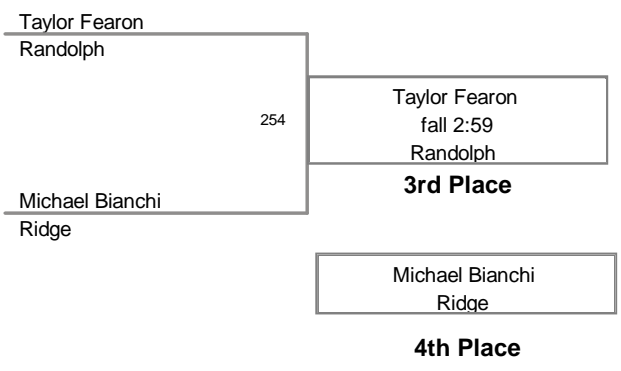 Taylor Fearon
Randolph
254
Taylor Fearon
fall 2:59
Randolph
3rd Place
Michael Bianchi
Ridge
Michael Bianchi
Ridge
4th Place